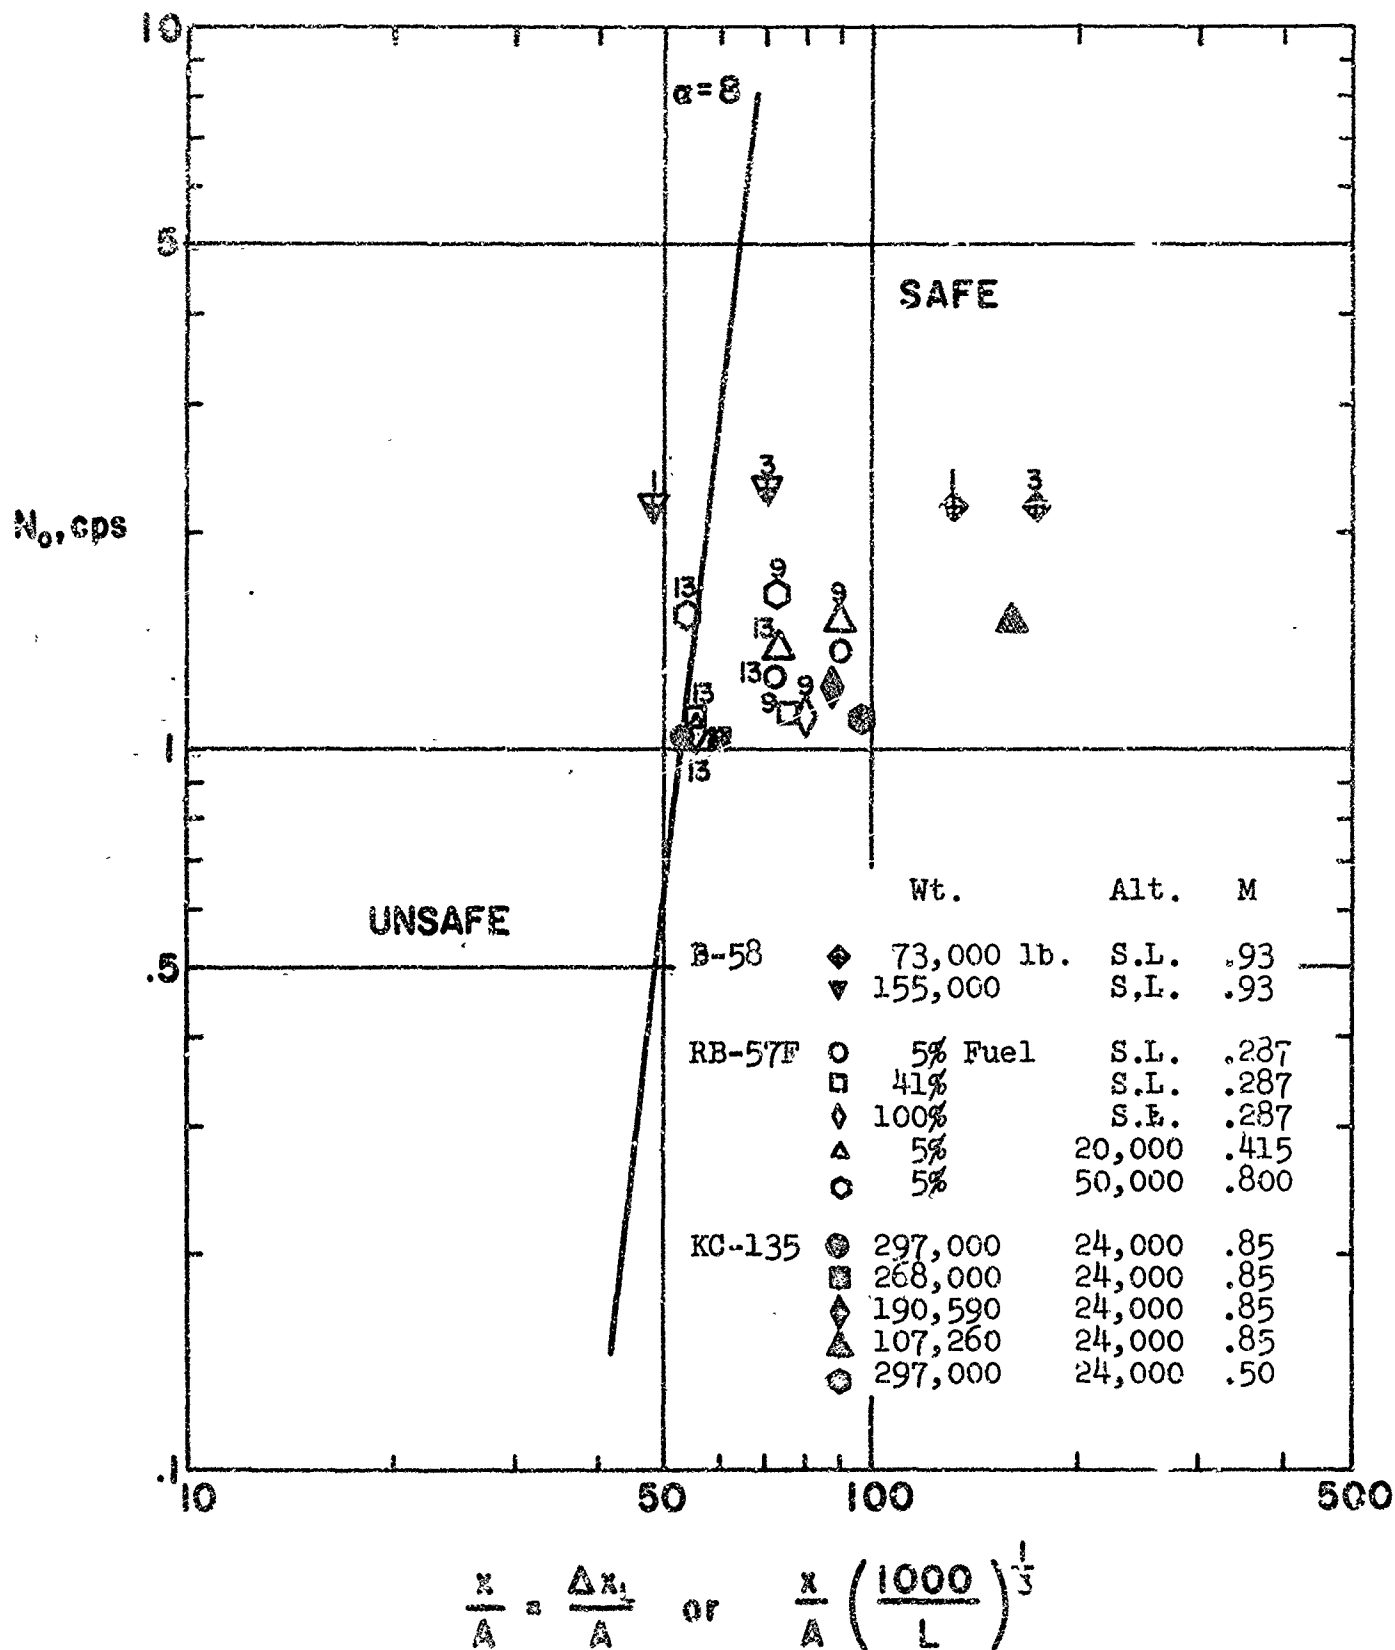 10
α=8
5
SAFE
1 3 1 3
N₀, cps
13 9 9
13
13
13 9 9
1
13
Wt. Alt. M
UNSAFE
B-58 73,000 lb. S.L. .93
.5
155,000 S.L. .93
RB-57F 5% Fuel S.L. .287
41% S.L. .287
100% S.L. .287
5% 20,000 .415
5% 50,000 .800
KC-135 297,000 24,000 .85
268,000 24,000 .85
190,590 24,000 .85
107,260 24,000 .85
297,000 24,000 .50
.1
10 50 100 500
x/A = Δx₁/A or x/A (1000/L)^1/3